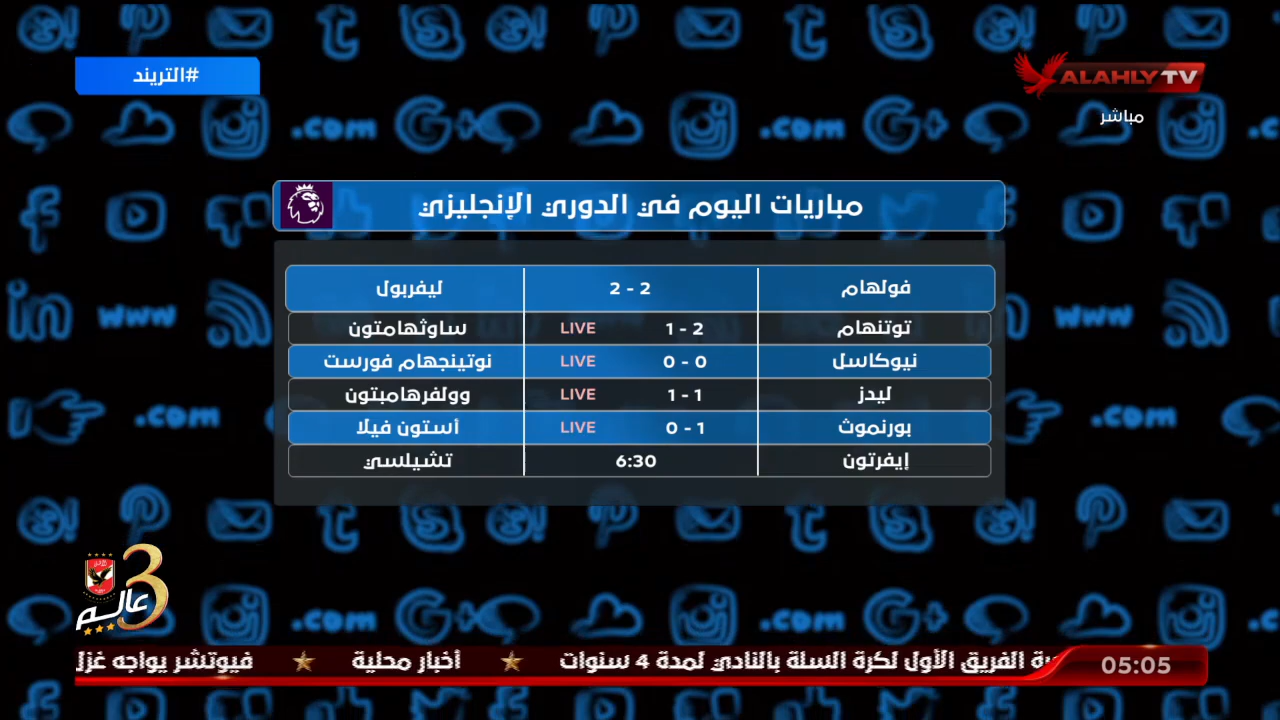 #التريند
ALAHLY TV
مباشر
مباريات اليوم في الدوري الإنجليزي
فولهام 2 - 2 ليفربول
توتنهام 2 - 1 LIVE ساوثهامتون
نيوكاسل 0 - 0 LIVE نوتينجهام فورست
ليدز 1 - 1 LIVE وولفرهامبتون
بورنموث 1 - 0 LIVE أستون فيلا
إيفرتون 6:30 تشيلسي
3 عالم
05:05 الفريق الأول لكرة السلة بالنادي لمدة 4 سنوات ★ أخبار محلية ★ فيوتشر يواجه غزل